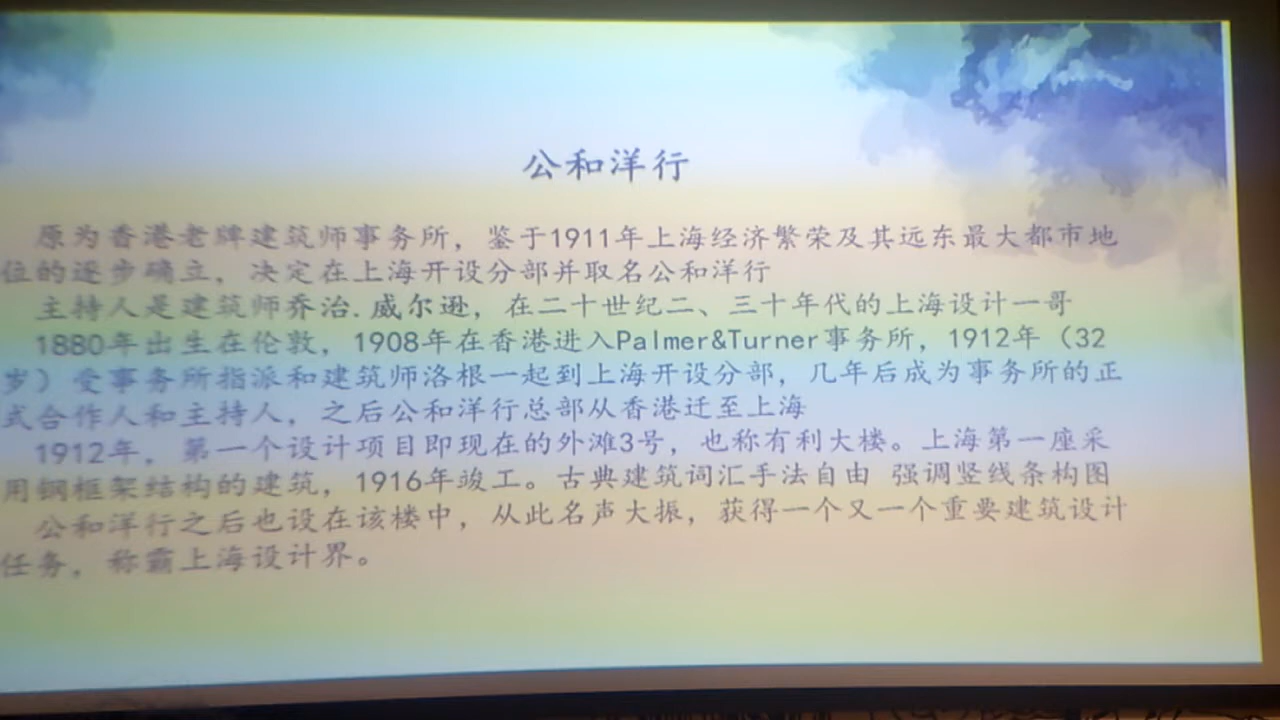 公和洋行
原为香港老牌建筑师事务所，鉴于1911年上海经济繁荣及其远东最大都市地
位的逐步确立，决定在上海开设分部并取名公和洋行
主持人是建筑师乔治.威尔逊，在二十世纪二、三十年代的上海设计一哥
1880年出生在伦敦，1908年在香港进入Palmer&Turner事务所，1912年（32
岁）受事务所指派和建筑师洛根一起到上海开设分部，几年后成为事务所的正
式合作人和主持人，之后公和洋行总部从香港迁至上海
1912年，第一个设计项目即现在的外滩3号，也称有利大楼。上海第一座采
用钢框架结构的建筑，1916年竣工。古典建筑词汇手法自由 强调竖线条构图
公和洋行之后也设在该楼中，从此名声大振，获得一个又一个重要建筑设计
任务，称霸上海设计界。